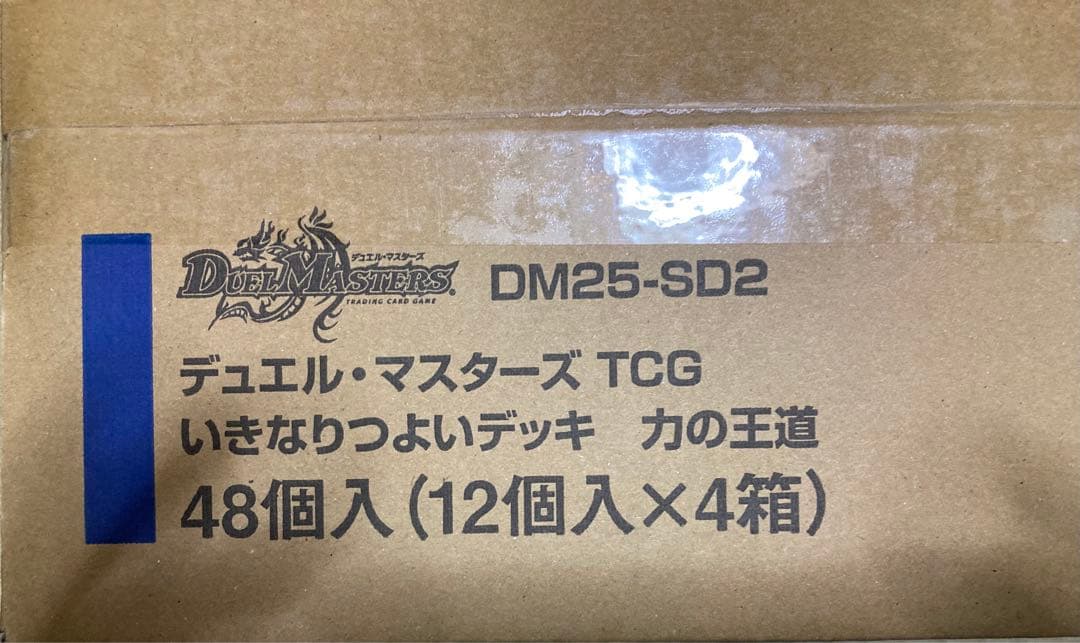 デュエル・マスターズ
DUEL MASTERS
TRADING CARD GAME
DM25-SD2
デュエル・マスターズ TCG
いきなりつよいデッキ 力の王道
48個入(12個入×4箱)